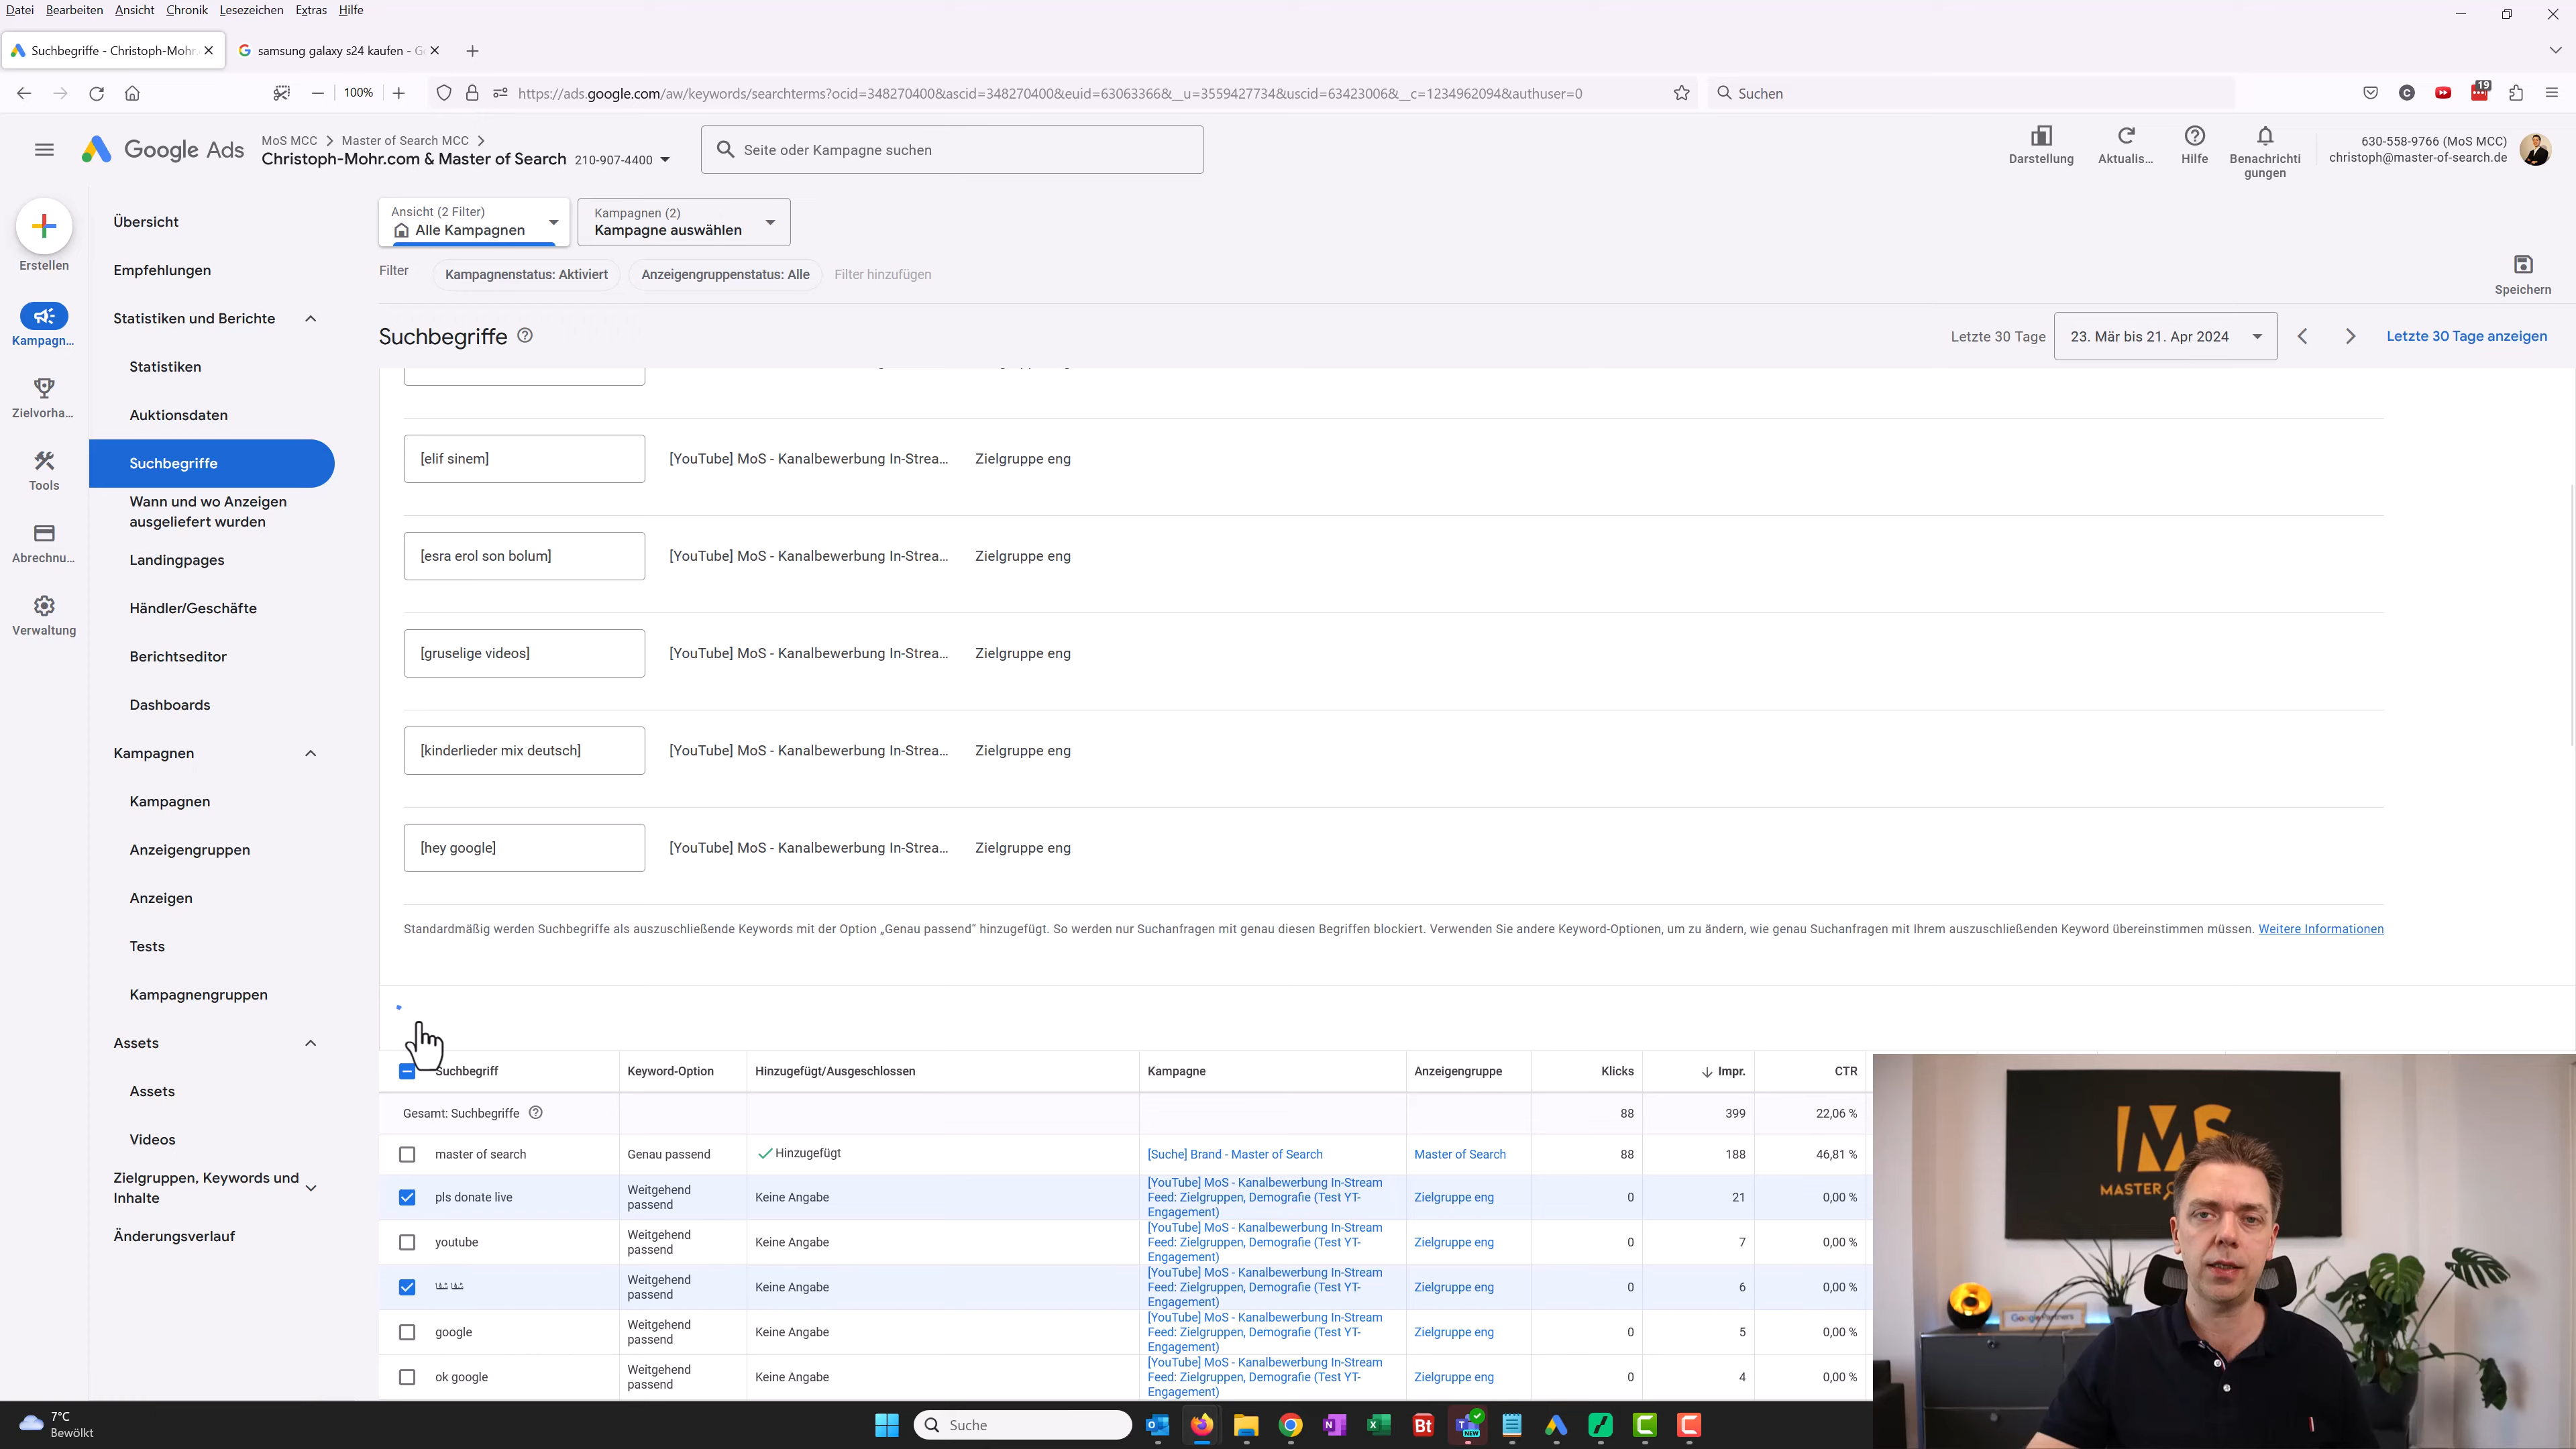 Datei Bearbeiten Ansicht Chronik Lesezeichen Extras Hilfe
Suchbegriffe - Christoph-Mohr.
samsung galaxy s24 kaufen - G
100%
https://ads.google.com/aw/keywords/searchterms?ocid=348270400&ascid=348270400&euid=63063366&__u=3559427734&uscid=63423006&__c=1234962094&authuser=0
Suchen
19
Google Ads
MoS MCC
Master of Search MCC
Christoph-Mohr.com & Master of Search 210-907-4400
Seite oder Kampagne suchen
Darstellung
Aktualis...
Hilfe
Benachrichti
gungen
630-558-9766 (MoS MCC)
christoph@master-of-search.de
Erstellen
Kampagn...
Zielvorha...
Tools
Abrechnu...
Verwaltung
Übersicht
Empfehlungen
Statistiken und Berichte
Statistiken
Auktionsdaten
Suchbegriffe
Wann und wo Anzeigen
ausgeliefert wurden
Landingpages
Händler/Geschäfte
Berichtseditor
Dashboards
Kampagnen
Kampagnen
Anzeigengruppen
Anzeigen
Tests
Kampagnengruppen
Assets
Assets
Videos
Zielgruppen, Keywords und
Inhalte
Änderungsverlauf
Ansicht (2 Filter)
Alle Kampagnen
Kampagnen (2)
Kampagne auswählen
Filter
Kampagnenstatus: Aktiviert
Anzeigengruppenstatus: Alle
Filter hinzufügen
Speichern
Suchbegriffe
Letzte 30 Tage
23. Mär bis 21. Apr 2024
Letzte 30 Tage anzeigen
[elif sinem] [YouTube] MoS - Kanalbewerbung In-Strea... Zielgruppe eng
[esra erol son bolum] [YouTube] MoS - Kanalbewerbung In-Strea... Zielgruppe eng
[gruselige videos] [YouTube] MoS - Kanalbewerbung In-Strea... Zielgruppe eng
[kinderlieder mix deutsch] [YouTube] MoS - Kanalbewerbung In-Strea... Zielgruppe eng
[hey google] [YouTube] MoS - Kanalbewerbung In-Strea... Zielgruppe eng
Standardmäßig werden Suchbegriffe als auszuschließende Keywords mit der Option „Genau passend“ hinzugefügt. So werden nur Suchanfragen mit genau diesen Begriffen blockiert. Verwenden Sie andere Keyword-Optionen, um zu ändern, wie genau Suchanfragen mit Ihrem auszuschließenden Keyword übereinstimmen müssen. Weitere Informationen
Suchbegriff Keyword-Option Hinzugefügt/Ausgeschlossen Kampagne Anzeigengruppe Klicks Impr. CTR
Gesamt: Suchbegriffe 88 399 22,06 %
master of search Genau passend Hinzugefügt [Suche] Brand - Master of Search Master of Search 88 188 46,81 %
pls donate live
Weitgehend
passend
Keine Angabe
[YouTube] MoS - Kanalbewerbung In-Stream
Feed: Zielgruppen, Demografie (Test YT-
Engagement)
Zielgruppe eng 0 21 0,00 %
youtube
Weitgehend
passend
Keine Angabe
[YouTube] MoS - Kanalbewerbung In-Stream
Feed: Zielgruppen, Demografie (Test YT-
Engagement)
Zielgruppe eng 0 7 0,00 %
Weitgehend
passend
Keine Angabe
[YouTube] MoS - Kanalbewerbung In-Stream
Feed: Zielgruppen, Demografie (Test YT-
Engagement)
Zielgruppe eng 0 6 0,00 %
google
Weitgehend
passend
Keine Angabe
[YouTube] MoS - Kanalbewerbung In-Stream
Feed: Zielgruppen, Demografie (Test YT-
Engagement)
Zielgruppe eng 0 5 0,00 %
ok google
Weitgehend
passend
Keine Angabe
[YouTube] MoS - Kanalbewerbung In-Stream
Feed: Zielgruppen, Demografie (Test YT-
Engagement)
Zielgruppe eng 0 4 0,00 %
MASTER
Google Partners
7°C
Bewölkt
Suche
Bt
NEW